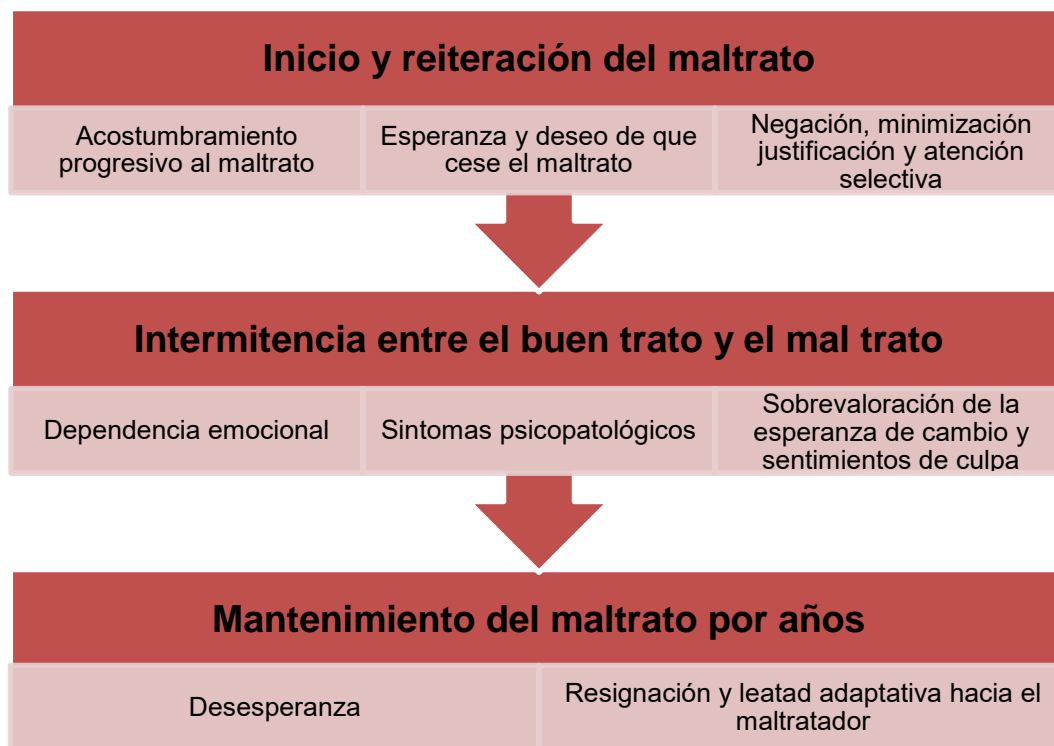 Inicio y reiteración del maltrato
Acostumbramiento
progresivo al maltrato
Esperanza y deseo de que
cese el maltrato
Negación, minimización
justificación y atención
selectiva
Intermitencia entre el buen trato y el mal trato
Dependencia emocional
Sintomas psicopatológicos
Sobrevaloración de la
esperanza de cambio y
sentimientos de culpa
Mantenimiento del maltrato por años
Desesperanza
Resignación y leatad adaptativa hacia el
maltratador